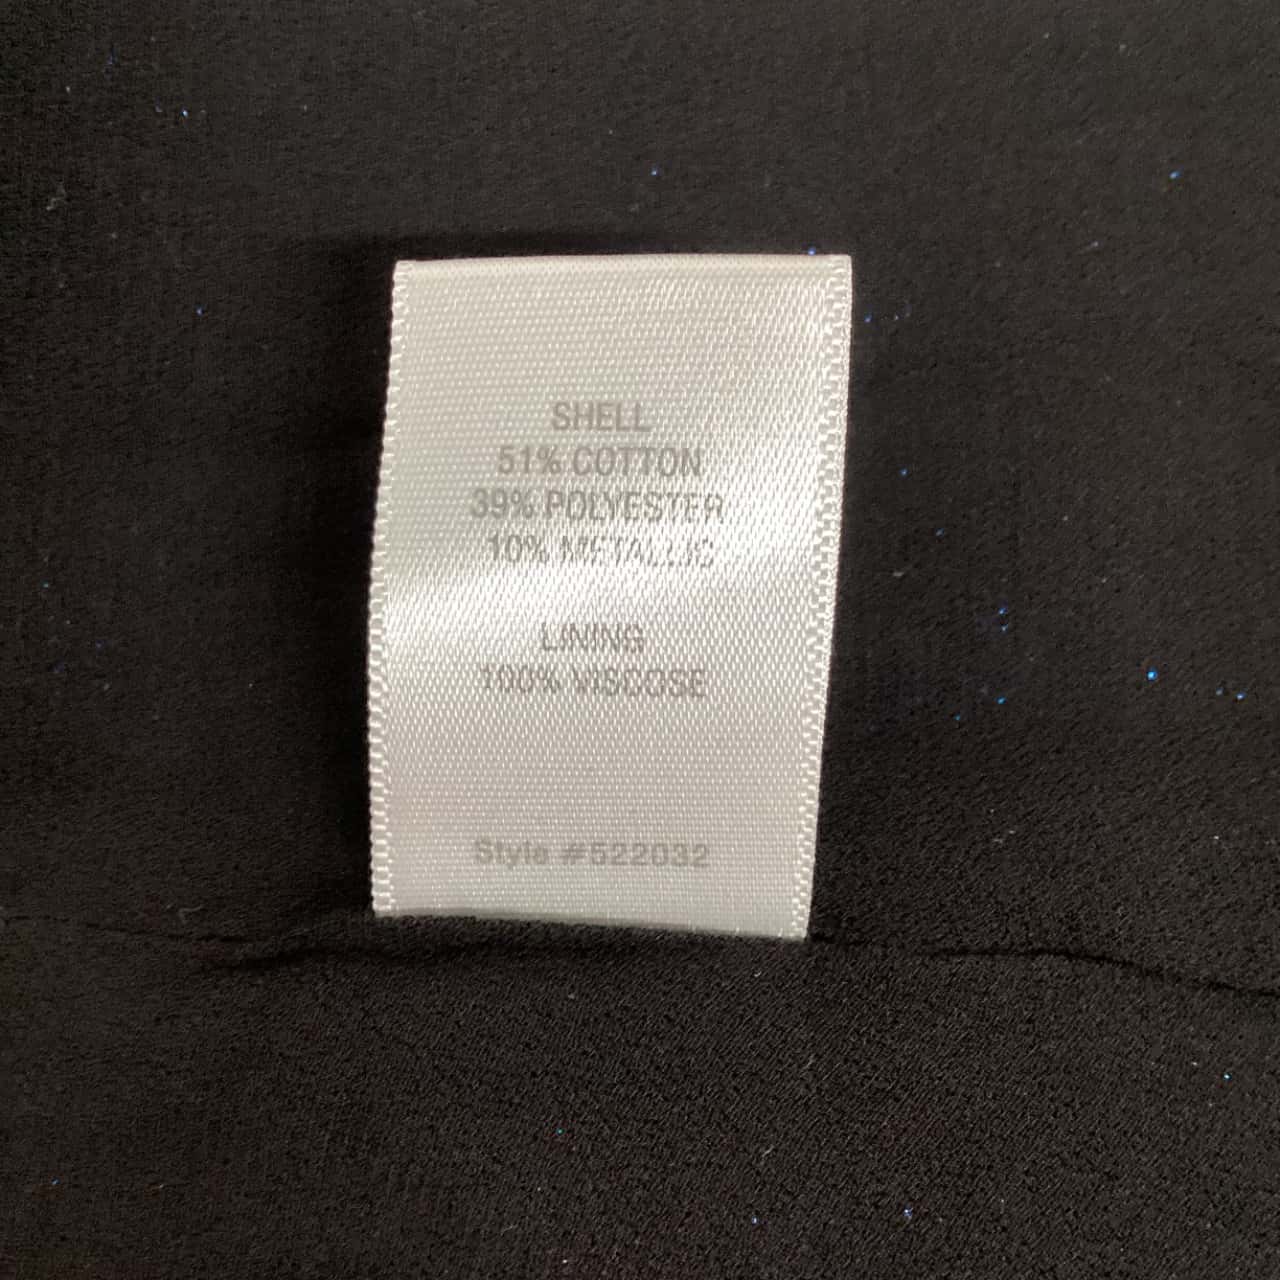 SHELL
51% COTTON
39% POLYESTER
10% METALLIC
LINING
100% VISCOSE
Style #522032